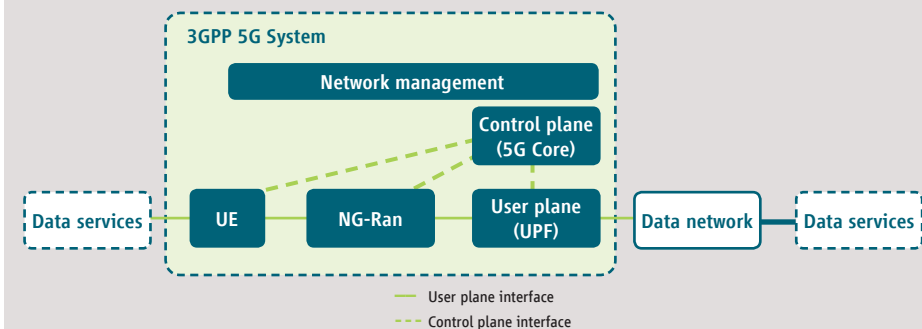 3GPP 5G System
Network management
Control plane
(5G Core)
Data services
UE
NG-Ran
User plane
(UPF)
Data network
Data services
User plane interface
Control plane interface